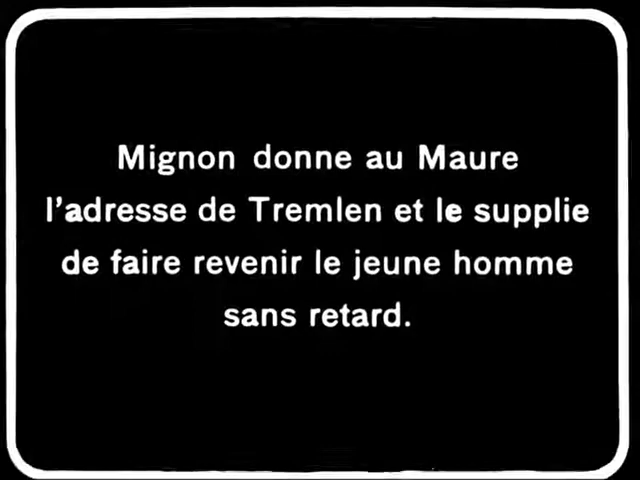 Mignon donne au Maure
l'adresse de Tremlen et le supplie
de faire revenir le jeune homme
sans retard.